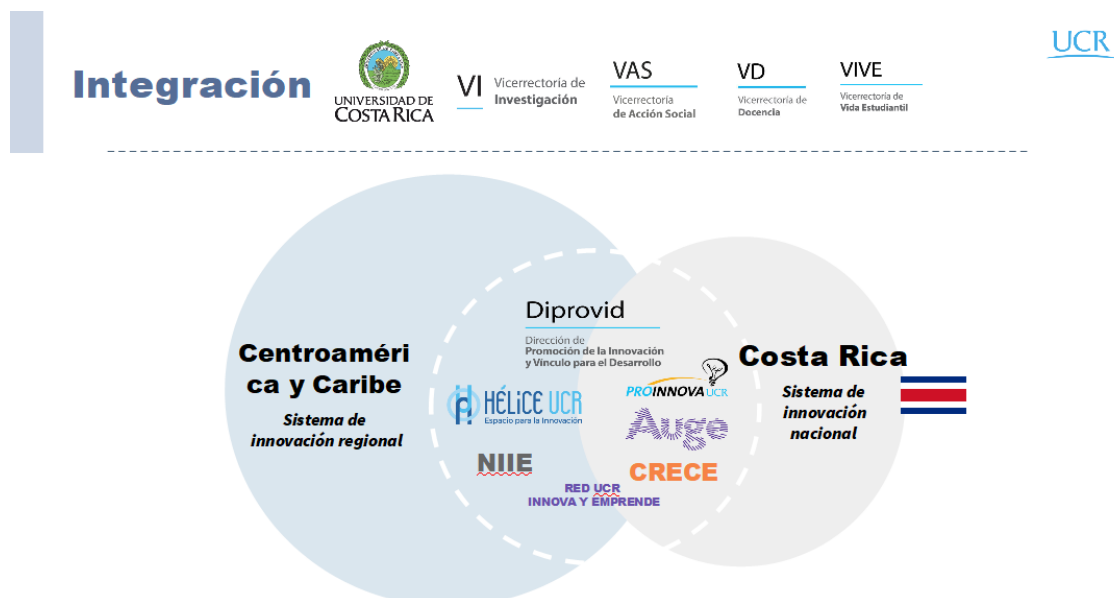 Integración
UNIVERSIDAD DE
COSTA RICA
VI
Vicerrectoría de
Investigación
VAS
Vicerrectoría
de Acción Social
VD
Vicerrectoría de
Docencia
VIVE
Vicerrectoría de
Vida Estudiantil
UCR
Centroaméri
ca y Caribe
Sistema de
innovación regional
Diprovid
Dirección de
Promoción de la Innovación
y Vínculo para el Desarrollo
HÉLiCE UCR
Espacio para la Innovación
NIIE
RED UCR
INNOVA Y EMPRENDE
PROINNOVA UCR
Auge
CRECE
Costa Rica
Sistema de
innovación
nacional